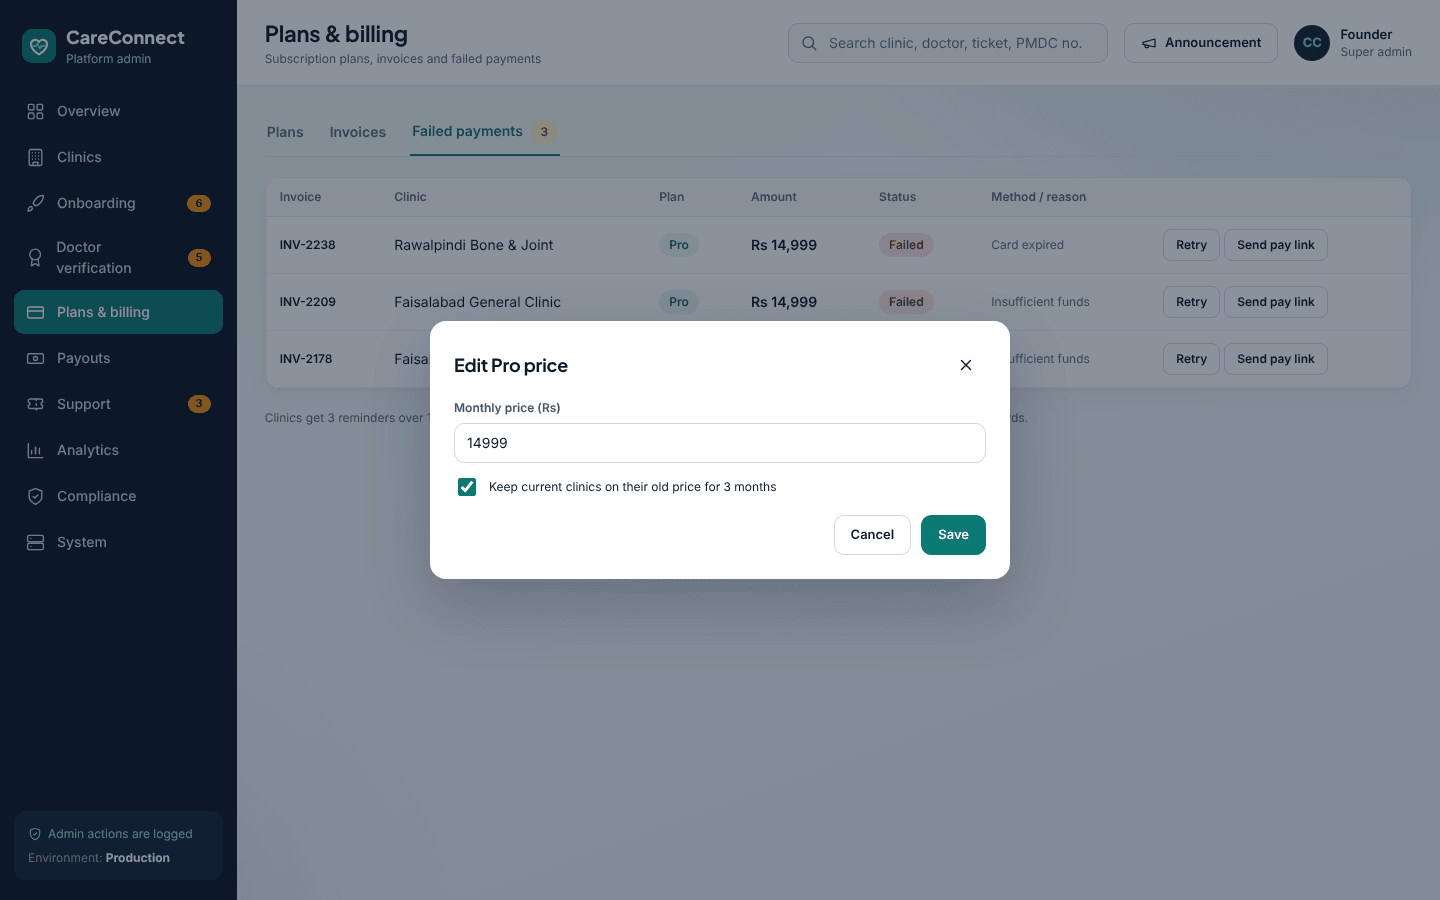 CareConnect
Platform admin
Overview
Clinics
Onboarding 6
Doctor verification 5
Plans & billing
Payouts
Support 3
Analytics
Compliance
System
Admin actions are logged
Environment: Production
Plans & billing
Subscription plans, invoices and failed payments
Search clinic, doctor, ticket, PMDC no.
Announcement
CC
Founder
Super admin
Plans Invoices Failed payments 3
Invoice Clinic Plan Amount Status Method / reason
INV-2238 Rawalpindi Bone & Joint Pro Rs 14,999 Failed Card expired Retry Send pay link
INV-2209 Faisalabad General Clinic Pro Rs 14,999 Failed Insufficient funds Retry Send pay link
INV-2178 funds Retry Send pay link
Clinics get 3 reminders over
Edit Pro price
Monthly price (Rs)
14999
Keep current clinics on their old price for 3 months
Cancel Save